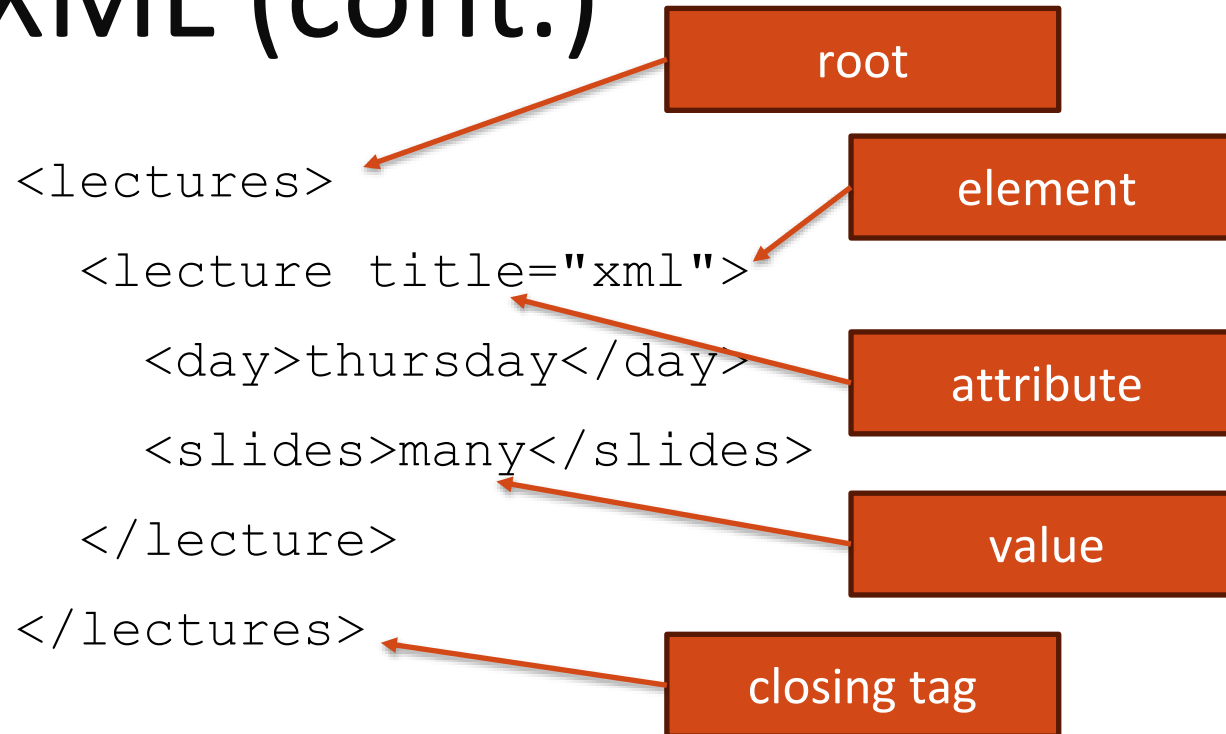 XML (cont.)
root
<lectures>
element
<lecture title="xml">
<day>thursday</day>
attribute
<slides>many</slides>
value
</lecture>
</lectures>
closing tag